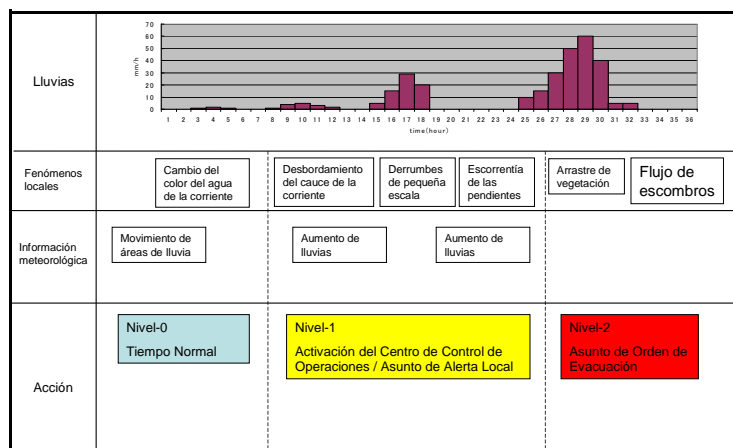 Lluvias
mm/h
70
60
50
40
30
20
10
0
1 2 3 4 5 6 7 8 9 10 11 12 13 14 15 16 17 18 19 20 21 22 23 24 25 26 27 28 29 30 31 32 33 34 35 36
time(hour)
Fenómenos
locales
Cambio del
color del agua
de la corriente
Desbordamiento
del cauce de la
corriente
Derrumbes
de pequeña
escala
Escorrentía
de las
pendientes
Arrastre de
vegetación
Flujo de
escombros
Información
meteorológica
Movimiento de
áreas de lluvia
Aumento de
lluvias
Aumento de
lluvias
Acción
Nivel-0
Tiempo Normal
Nivel-1
Activación del Centro de Control de
Operaciones / Asunto de Alerta Local
Nivel-2
Asunto de Orden de
Evacuación